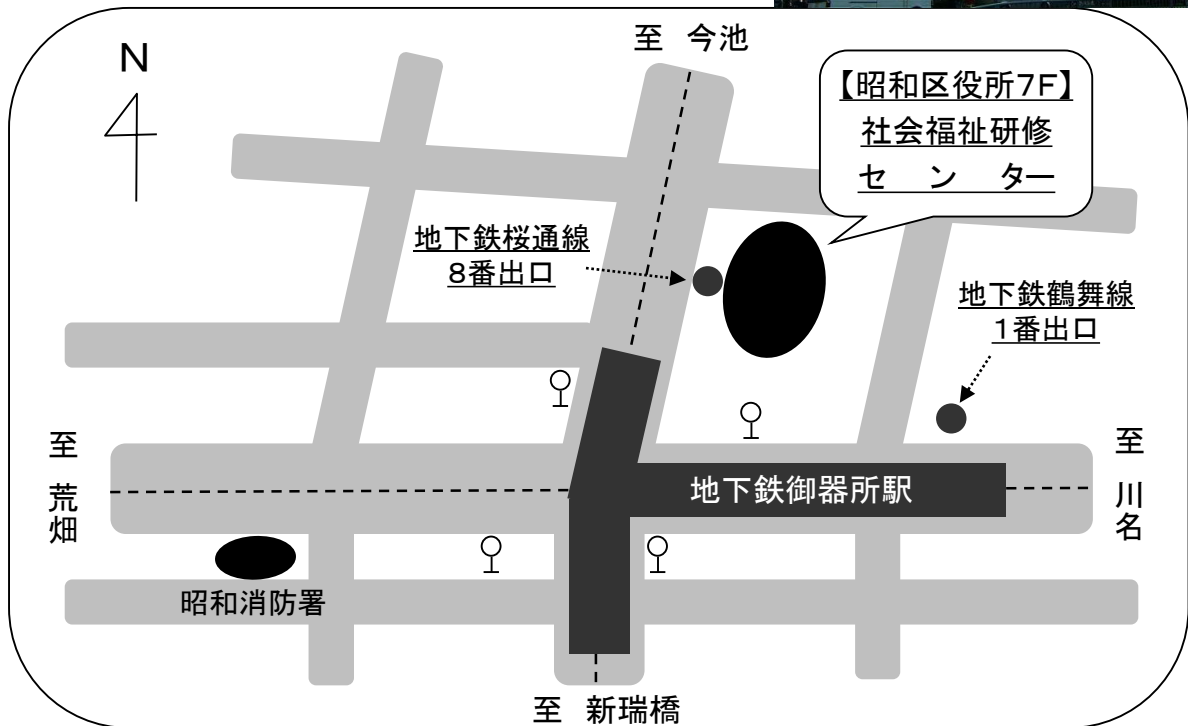 至　今池
N
【昭和区役所7F】
社会福祉研修
セ　ン　ター
地下鉄桜通線
8番出口
地下鉄鶴舞線
1番出口
至　荒畑
地下鉄御器所駅
至　川名
昭和消防署
至　新瑞橋